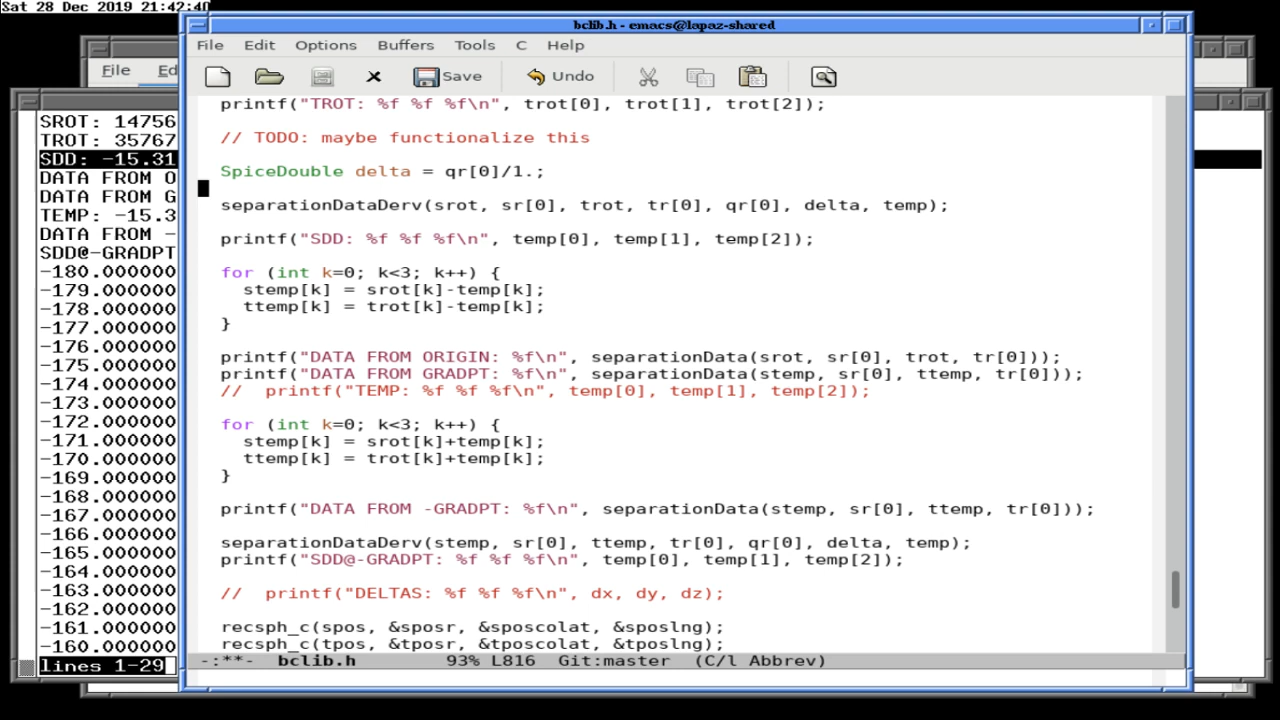 Sat 28 Dec 2019 21:42:40
bclib.h - emacs@lapaz-shared
File Edit Options Buffers Tools C Help
Save Undo
printf("TROT: %f %f %f\n", trot[0], trot[1], trot[2]);
// TODO: maybe functionalize this
SpiceDouble delta = qr[0]/1.;
separationDataDerv(srot, sr[0], trot, tr[0], qr[0], delta, temp);
printf("SDD: %f %f %f\n", temp[0], temp[1], temp[2]);
for (int k=0; k<3; k++) {
stemp[k] = srot[k]-temp[k];
ttemp[k] = trot[k]-temp[k];
}
printf("DATA FROM ORIGIN: %f\n", separationData(srot, sr[0], trot, tr[0]));
printf("DATA FROM GRADPT: %f\n", separationData(stemp, sr[0], ttemp, tr[0]));
//  printf("TEMP: %f %f %f\n", temp[0], temp[1], temp[2]);
for (int k=0; k<3; k++) {
stemp[k] = srot[k]+temp[k];
ttemp[k] = trot[k]+temp[k];
}
printf("DATA FROM -GRADPT: %f\n", separationData(stemp, sr[0], ttemp, tr[0]));
separationDataDerv(stemp, sr[0], ttemp, tr[0], qr[0], delta, temp);
printf("SDD@-GRADPT: %f %f %f\n", temp[0], temp[1], temp[2]);
//  printf("DELTAS: %f %f %f\n", dx, dy, dz);
recsph_c(spos, &sposr, &sposcolat, &sposlng);
recsph_c(tpos, &tposr, &tposcolat, &tposlng);
-:**-  bclib.h        93% L816  Git:master  (C/l Abbrev)
File Ed
SROT: 14756
TROT: 35767
SDD: -15.31
DATA FROM O
DATA FROM G
TEMP: -15.3
DATA FROM -
SDD@-GRADPT
-180.000000
-179.000000
-178.000000
-177.000000
-176.000000
-175.000000
-174.000000
-173.000000
-172.000000
-171.000000
-170.000000
-169.000000
-168.000000
-167.000000
-166.000000
-165.000000
-164.000000
-163.000000
-162.000000
-161.000000
-160.000000
lines 1-29